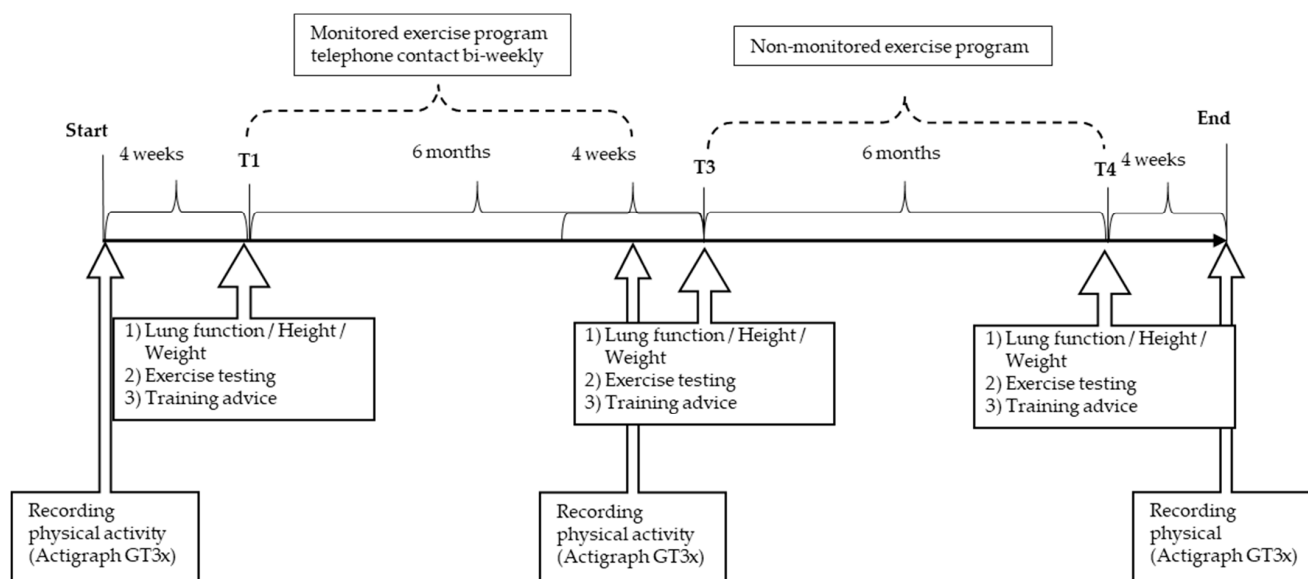 Monitored exercise program
telephone contact bi-weekly
Non-monitored exercise program
Start
End
4 weeks
T1
6 months
4 weeks
T3
6 months
T4
4 weeks
1) Lung function / Height /
Weight
2) Exercise testing
3) Training advice
1) Lung function / Height /
Weight
2) Exercise testing
3) Training advice
1) Lung function / Height /
Weight
2) Exercise testing
3) Training advice
Recording
physical activity
(Actigraph GT3x)
Recording
physical activity
(Actigraph GT3x)
Recording
physical
(Actigraph GT3x)